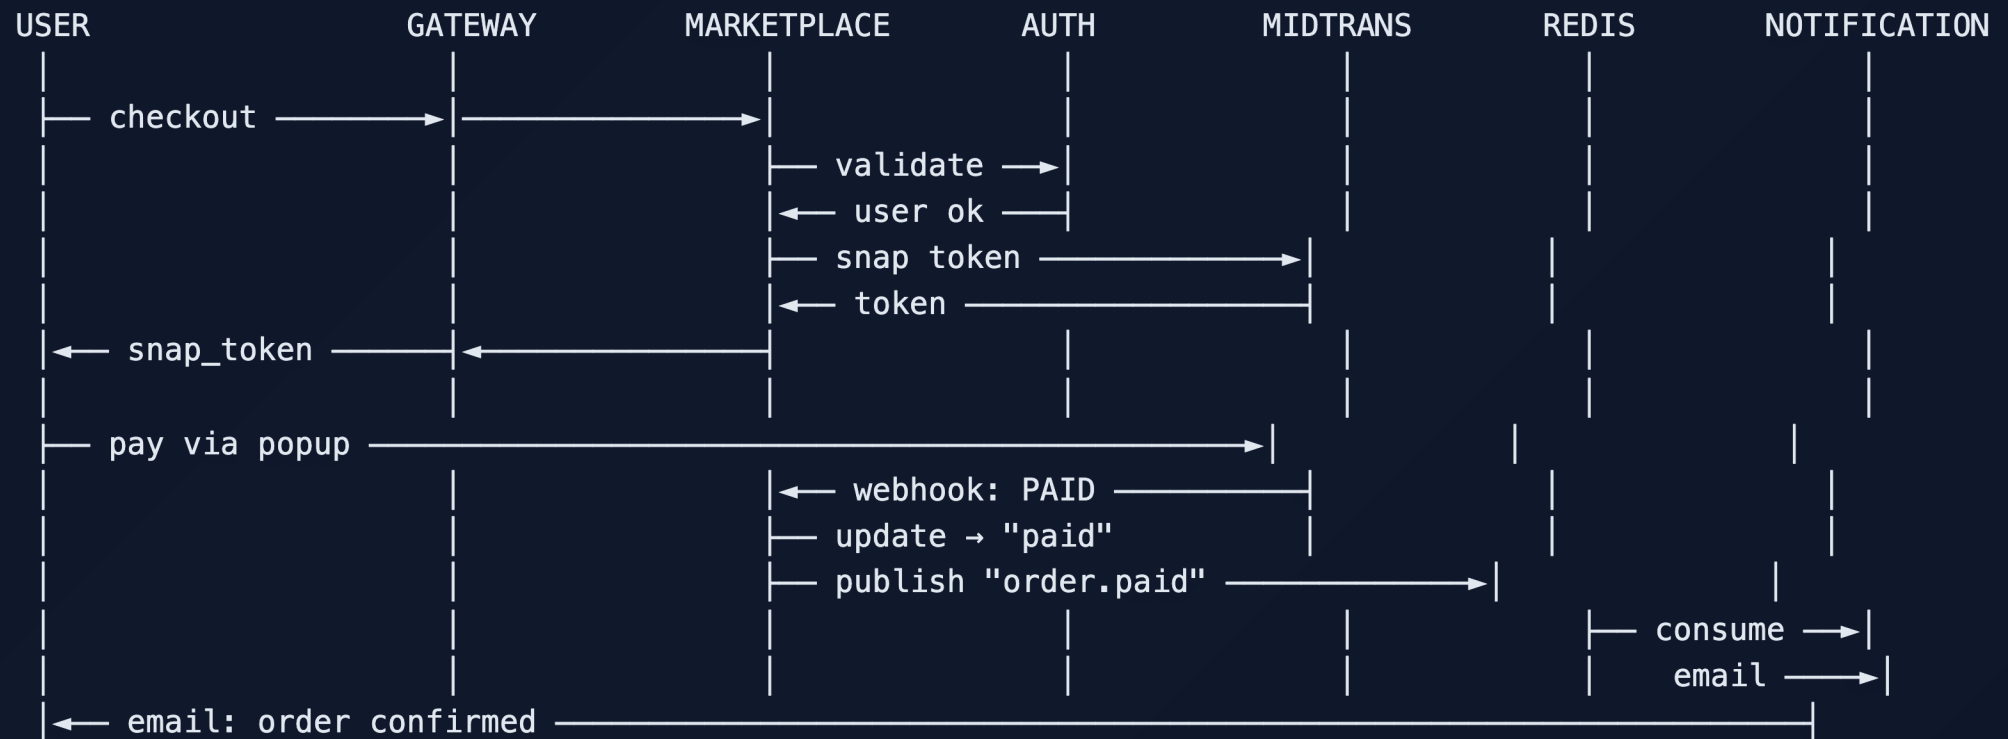 USER GATEWAY MARKETPLACE AUTH MIDTRANS REDIS NOTIFICATION
checkout
validate
user ok
snap token
token
snap_token
pay via popup
webhook: PAID
update → "paid"
publish "order.paid"
consume
email
email: order confirmed